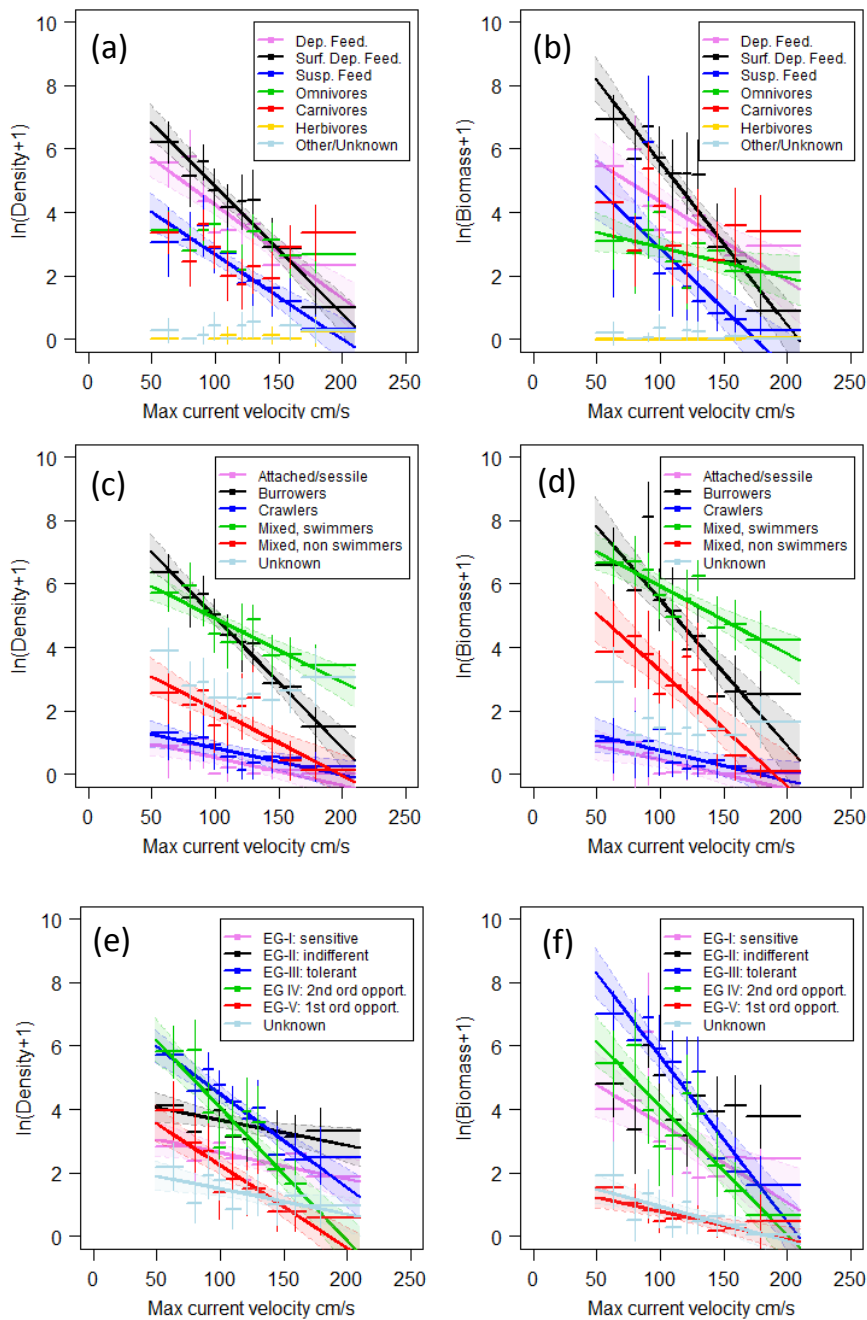 (a)
Dep. Feed.
Surf. Dep. Feed.
Susp. Feed
Omnivores
Carnivores
Herbivores
Other/Unknown
ln(Density+1)
10
8
6
4
2
0
0 50 100 150 200 250
Max current velocity cm/s
(b)
Dep. Feed.
Surf. Dep. Feed.
Susp. Feed
Omnivores
Carnivores
Herbivores
Other/Unknown
ln(Biomass+1)
10
8
6
4
2
0
0 50 100 150 200 250
Max current velocity cm/s
(c)
Attached/sessile
Burrowers
Crawlers
Mixed, swimmers
Mixed, non swimmers
Unknown
ln(Density+1)
10
8
6
4
2
0
0 50 100 150 200 250
Max current velocity cm/s
(d)
Attached/sessile
Burrowers
Crawlers
Mixed, swimmers
Mixed, non swimmers
Unknown
ln(Biomass+1)
10
8
6
4
2
0
0 50 100 150 200 250
Max current velocity cm/s
(e)
EG-I: sensitive
EG-II: indifferent
EG-III: tolerant
EG IV: 2nd ord opport.
EG-V: 1st ord opport.
Unknown
ln(Density+1)
10
8
6
4
2
0
0 50 100 150 200 250
Max current velocity cm/s
(f)
EG-I: sensitive
EG-II: indifferent
EG-III: tolerant
EG IV: 2nd ord opport.
EG-V: 1st ord opport.
Unknown
ln(Biomass+1)
10
8
6
4
2
0
0 50 100 150 200 250
Max current velocity cm/s